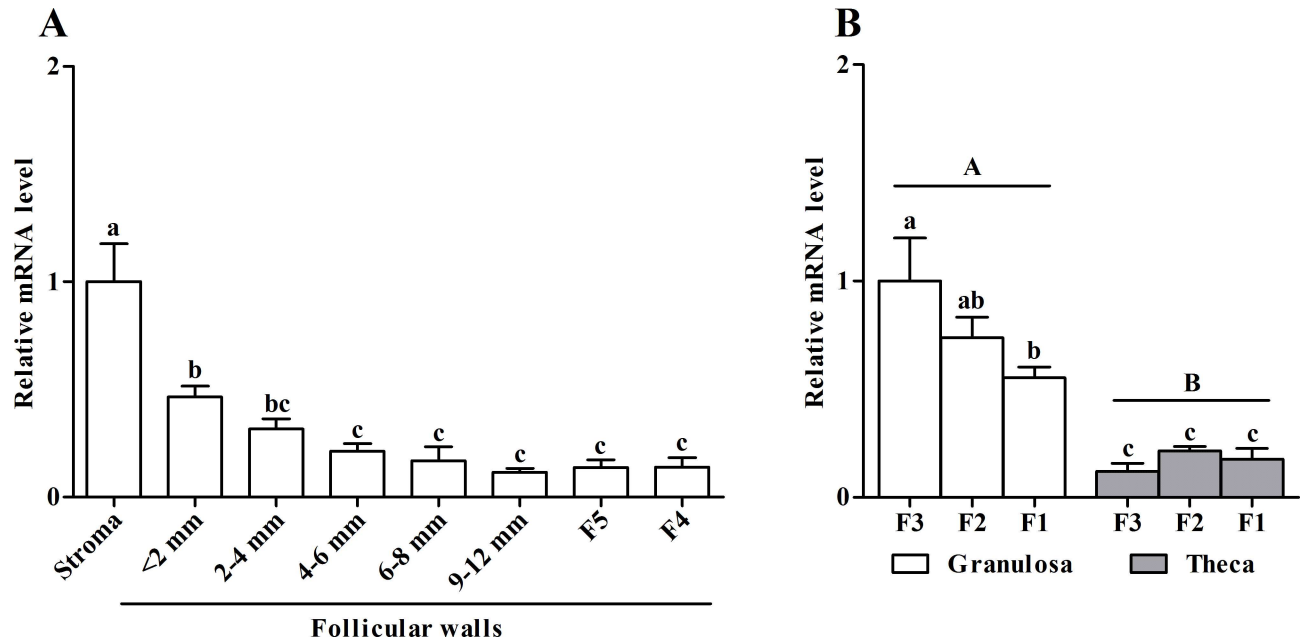 A
Relative mRNA level
2
1
0
a
b
bc
c
c
c
c
c
Stroma
<2 mm
2-4 mm
4-6 mm
6-8 mm
9-12 mm
F5
F4
Follicular walls
B
Relative mRNA level
2
1
0
A
a
ab
b
B
c
c
c
F3 F2 F1 F3 F2 F1
Granulosa Theca